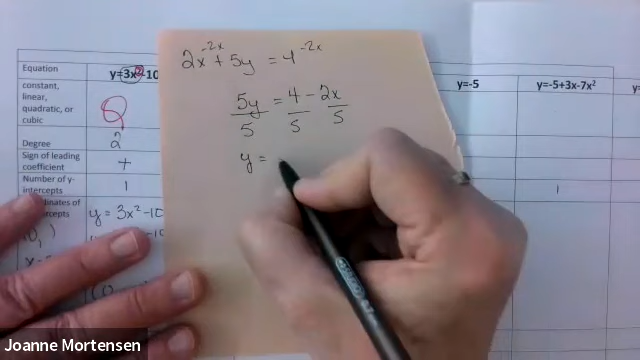 2x^-2x + 5y = 4^-2x
5y/5 = 4/5 - 2x/5
y =
Equation
y=3x²-10
y=-5
y=-5+3x-7x²
constant, linear, quadratic, or cubic
Q
Degree
2
Sign of leading coefficient
+
Number of y-intercepts
1
1
y = 3x²-10
Joanne Mortensen